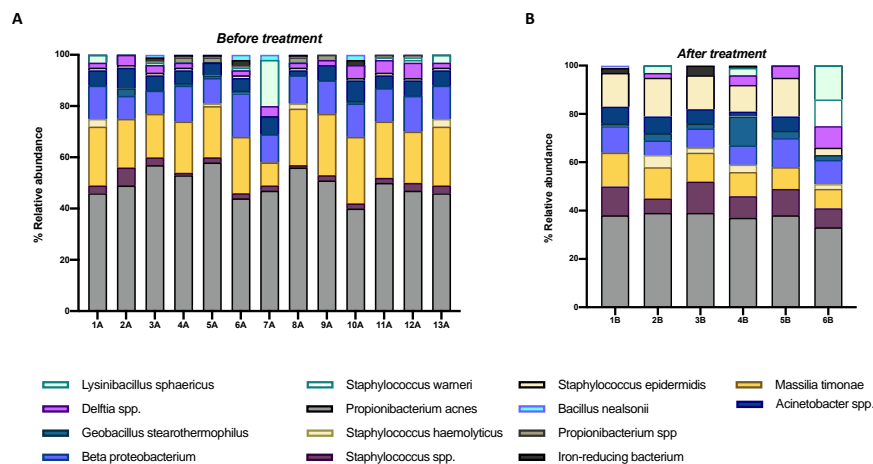 A
B
Before treatment
After treatment
% Relative abundance
100
80
60
40
20
0
1A 2A 3A 4A 5A 6A 7A 8A 9A 10A 11A 12A 13A
% Relative abundance
100
80
60
40
20
0
1B 2B 3B 4B 5B 6B
Lysinibacillus sphaericus
Staphylococcus warneri
Staphylococcus epidermidis
Massilia timonae
Delftia spp.
Propionibacterium acnes
Bacillus nealsonii
Acinetobacter spp.
Geobacillus stearothermophilus
Staphylococcus haemolyticus
Propionibacterium spp
Beta proteobacterium
Staphylococcus spp.
Iron-reducing bacterium